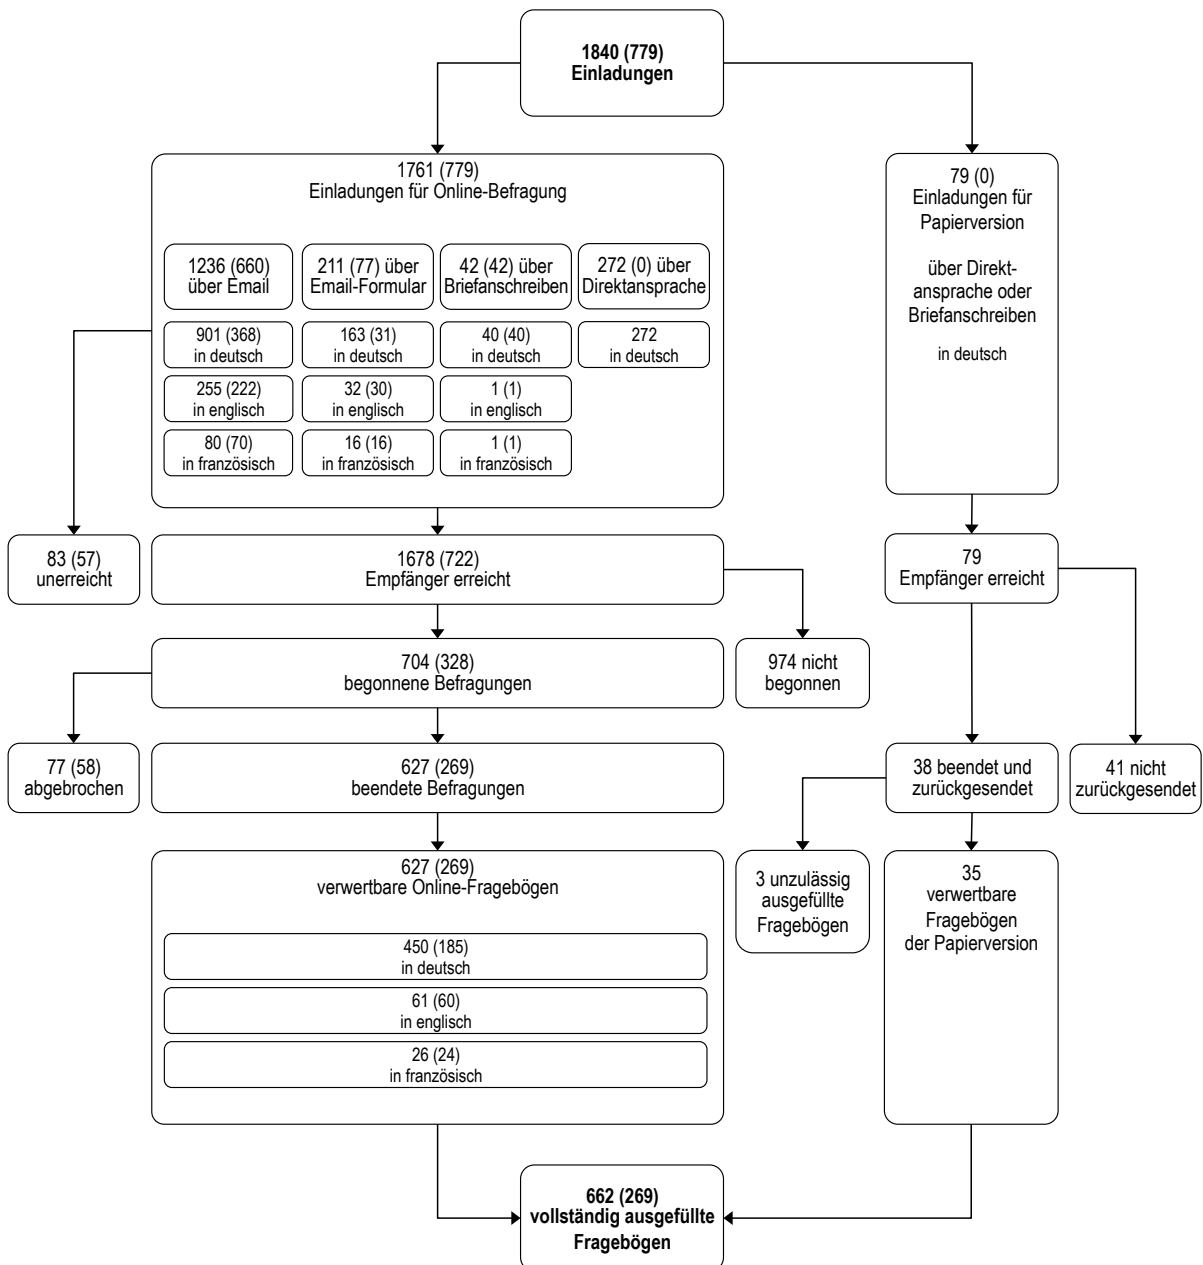 1840 (779)
Einladungen
1761 (779)
Einladungen für Online-Befragung
1236 (660)
über Email
211 (77) über
Email-Formular
42 (42) über
Briefanschreiben
272 (0) über
Direktansprache
901 (368)
in deutsch
163 (31)
in deutsch
40 (40)
in deutsch
272
in deutsch
255 (222)
in englisch
32 (30)
in englisch
1 (1)
in englisch
80 (70)
in französisch
16 (16)
in französisch
1 (1)
in französisch
79 (0)
Einladungen für
Papierversion
über Direkt-
ansprache oder
Briefanschreiben
in deutsch
83 (57)
unerreicht
1678 (722)
Empfänger erreicht
79
Empfänger erreicht
704 (328)
begonnene Befragungen
974 nicht
begonnen
77 (58)
abgebrochen
627 (269)
beendete Befragungen
38 beendet und
zurückgesendet
41 nicht
zurückgesendet
627 (269)
verwertbare Online-Fragebögen
450 (185)
in deutsch
61 (60)
in englisch
26 (24)
in französisch
3 unzulässig
ausgefüllte
Fragebögen
35
verwertbare
Fragebögen
der Papierversion
662 (269)
vollständig ausgefüllte
Fragebögen